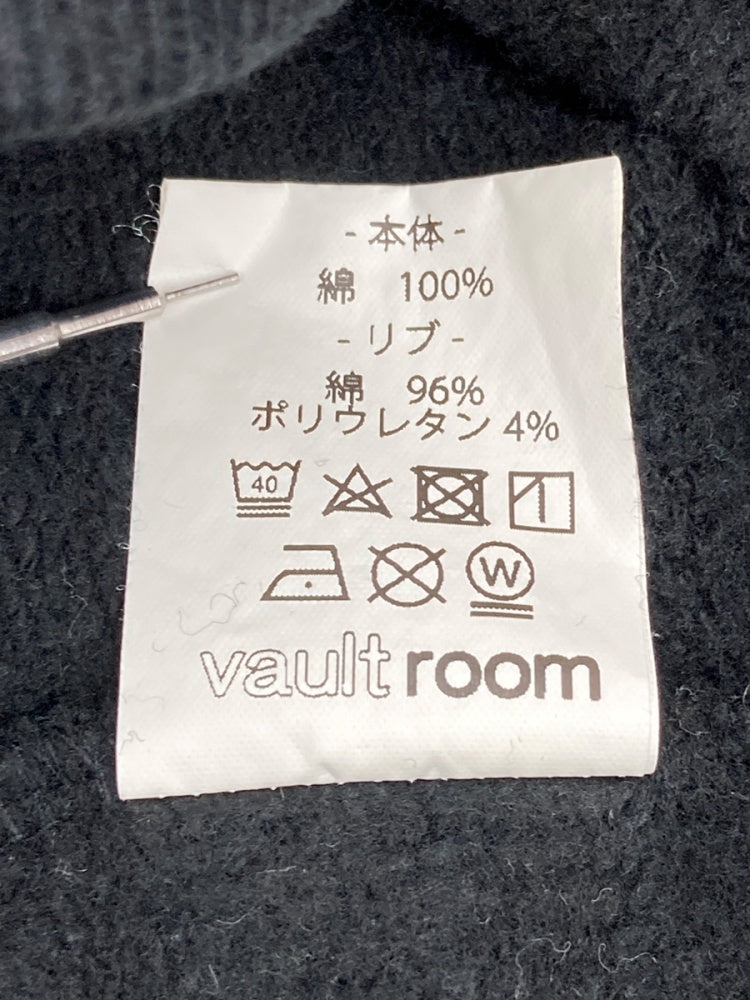 -本体-
綿 100%
-リブ-
綿 96%
ポリウレタン 4%
40
W
vault room